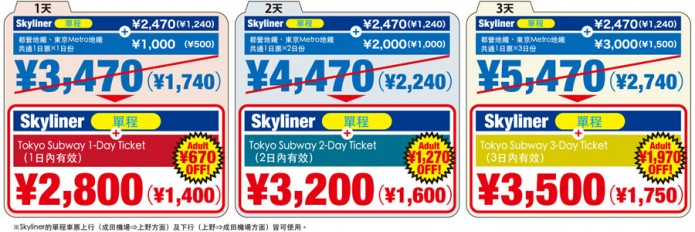 1天
Skyliner 單程 ¥2,470(¥1,240)
+
都營地鐵、東京Metro地鐵
共通1日票×1日份 ¥1,000 (¥500)
¥3,470(¥1,740)
Skyliner 單程
+
Tokyo Subway 1-Day Ticket
(1日內有效)
Adult
¥670
OFF!
¥2,800(¥1,400)
2天
Skyliner 單程 ¥2,470(¥1,240)
+
都營地鐵、東京Metro地鐵
共通1日票×2日份 ¥2,000(¥1,000)
¥4,470(¥2,240)
Skyliner 單程
+
Tokyo Subway 2-Day Ticket
(2日內有效)
Adult
¥1,270
OFF!
¥3,200(¥1,600)
3天
Skyliner 單程 ¥2,470(¥1,240)
+
都營地鐵、東京Metro地鐵
共通1日票×3日份 ¥3,000(¥1,500)
¥5,470(¥2,740)
Skyliner 單程
+
Tokyo Subway 3-Day Ticket
(3日內有效)
Adult
¥1,970
OFF!
¥3,500(¥1,750)
※Skyliner的單程車票上行(成田機場⇒上野方面)及下行(上野⇒成田機場方面)皆可使用。